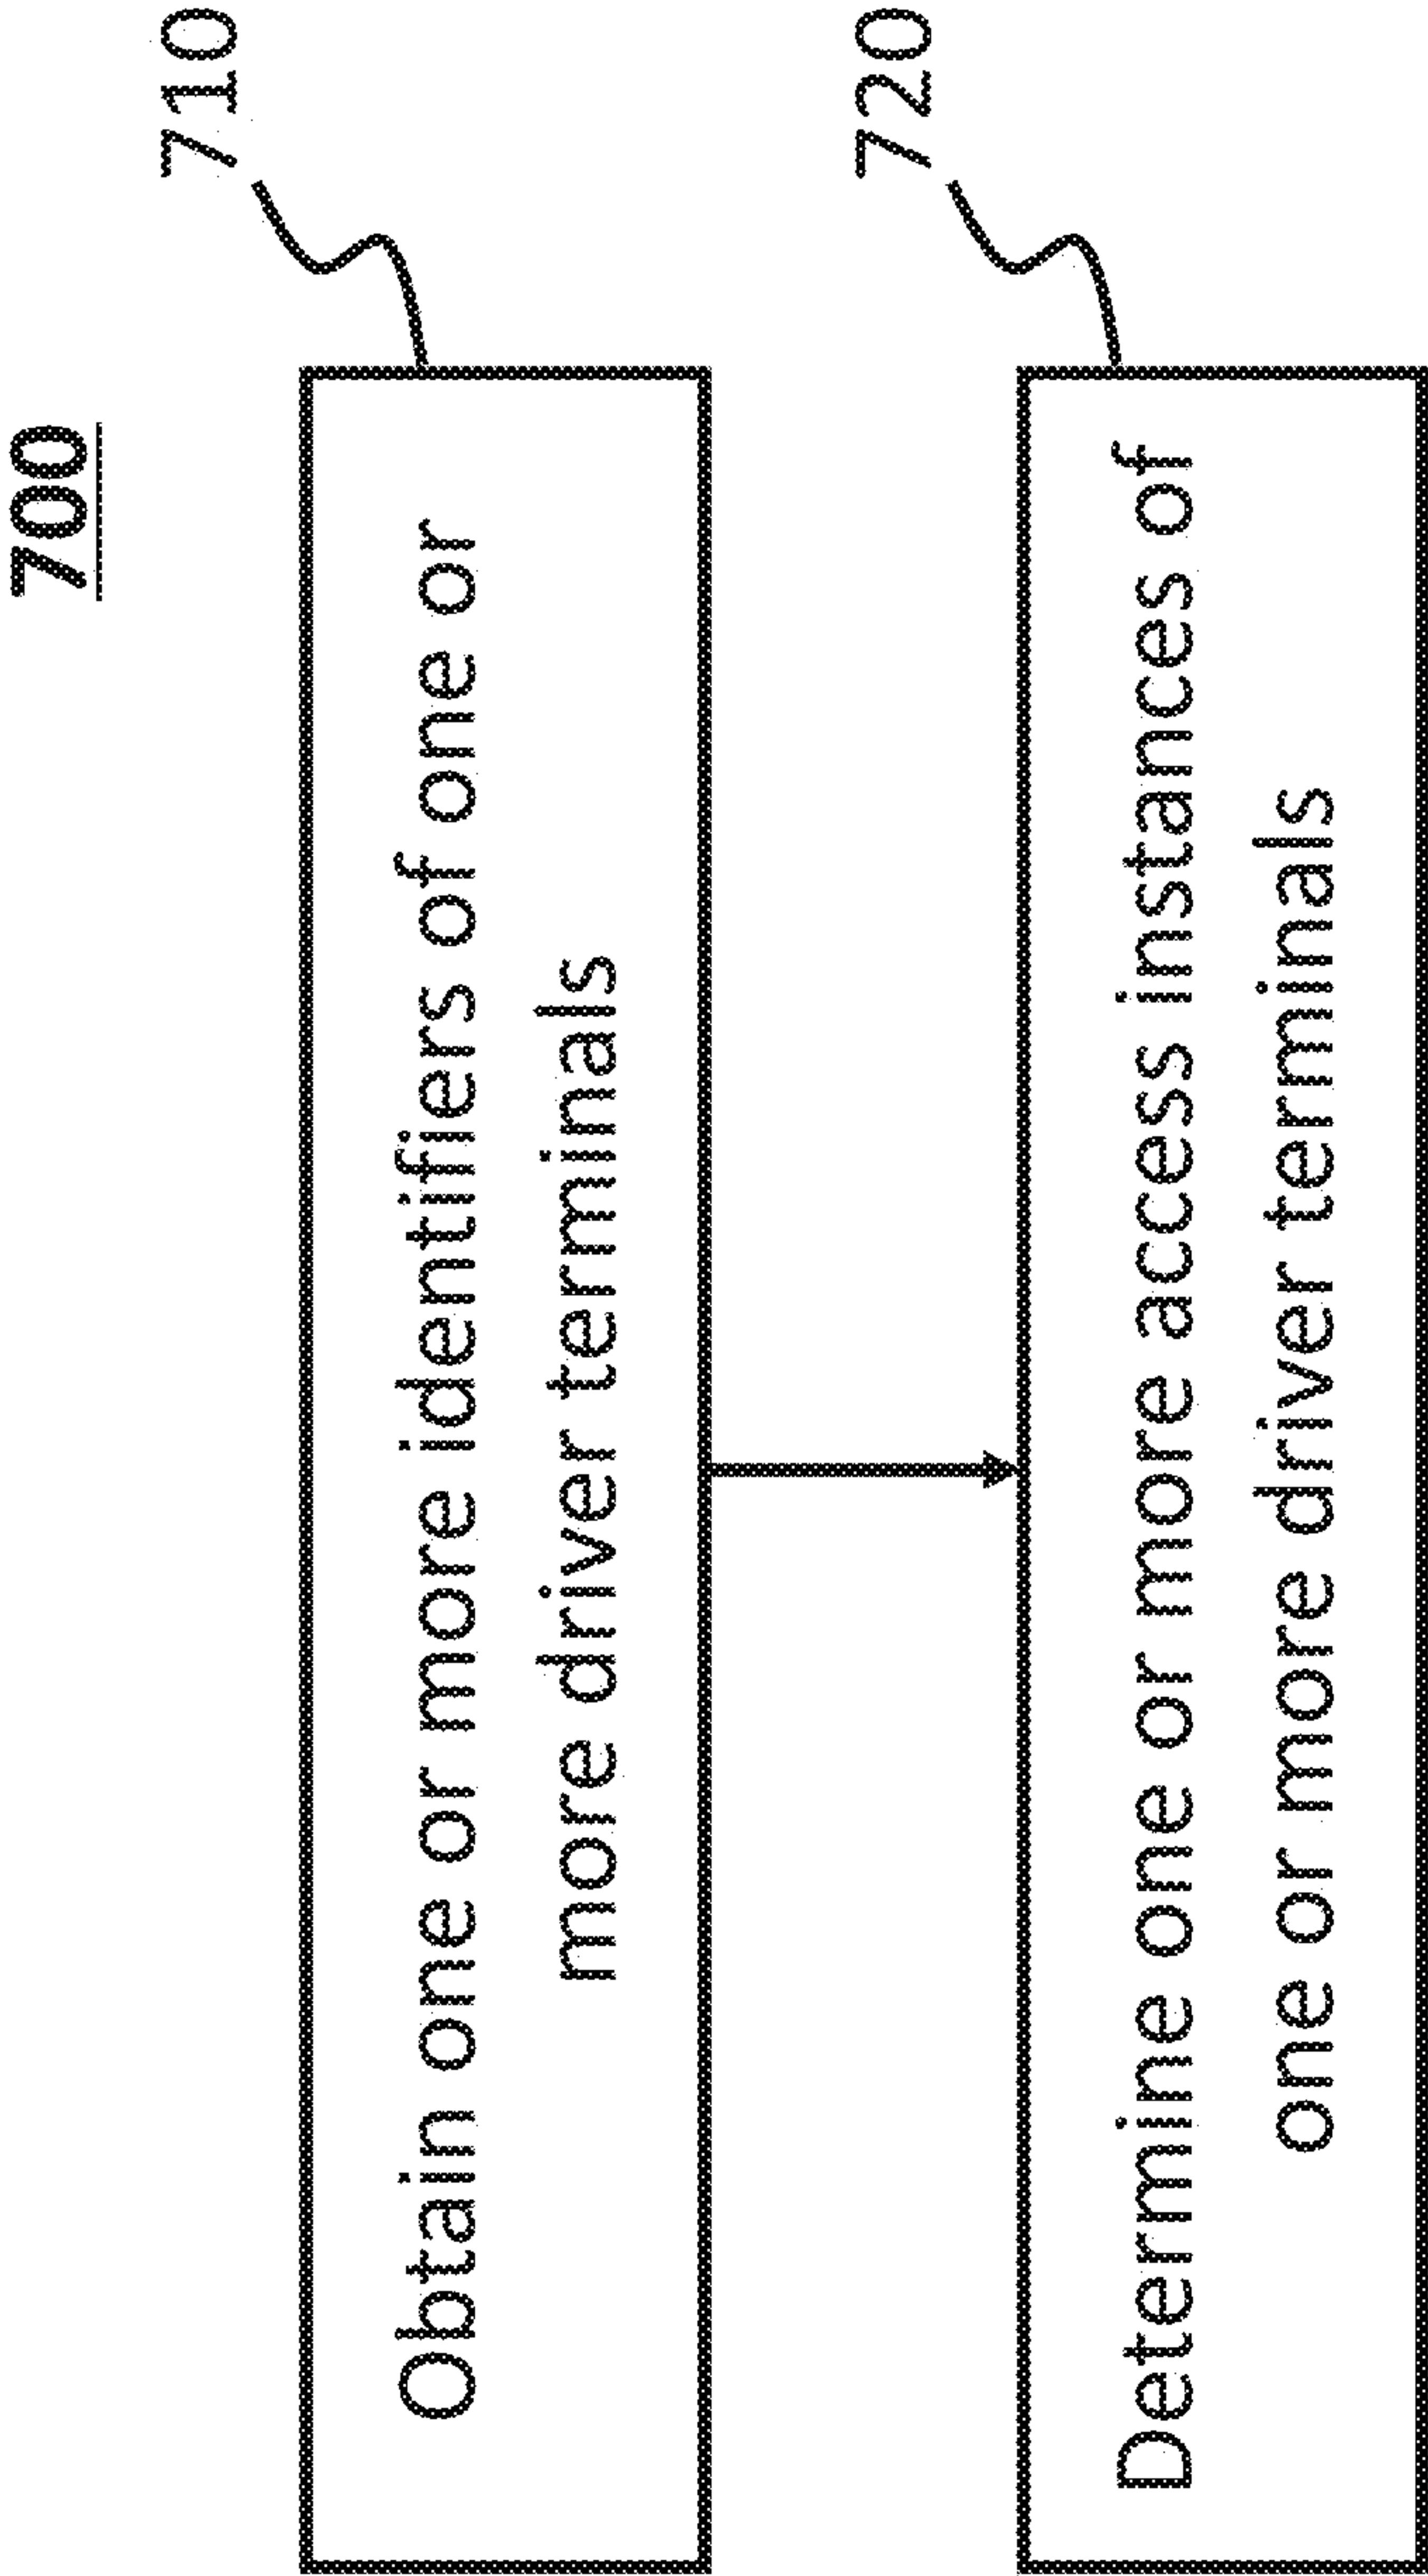 700
710
Obtain one or more identifiers of one or
more driver terminals
720
Determine one or more access instances of
one or more driver terminals